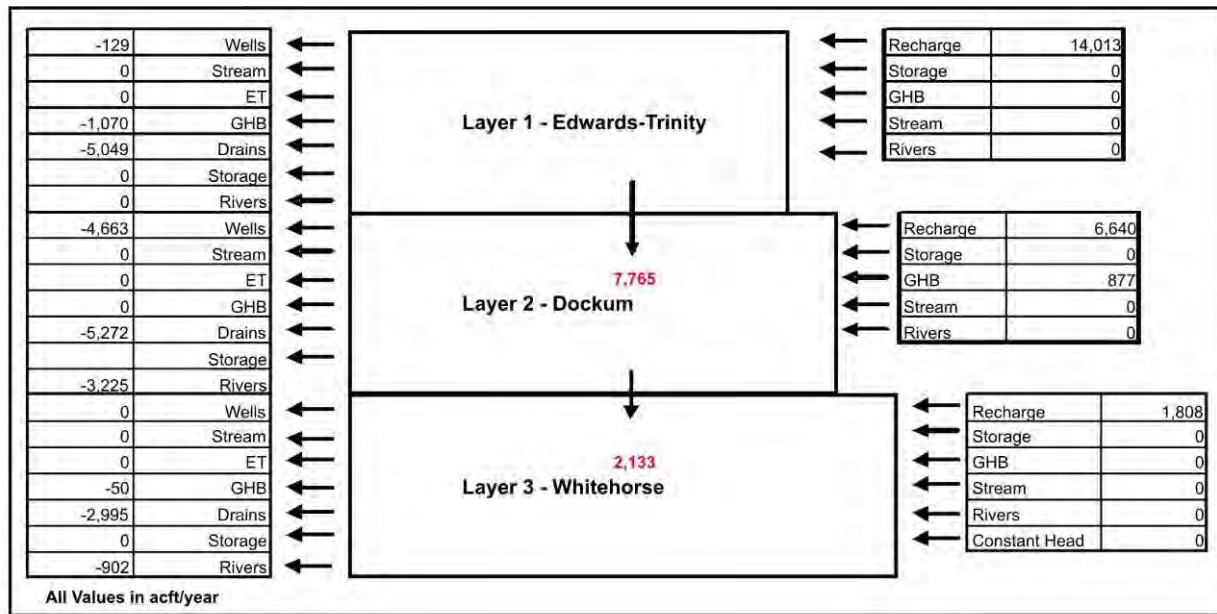 -129 Wells
0 Stream
0 ET
-1,070 GHB
-5,049 Drains
0 Storage
0 Rivers
-4,663 Wells
0 Stream
0 ET
0 GHB
-5,272 Drains
Storage
-3,225 Rivers
0 Wells
0 Stream
0 ET
-50 GHB
-2,995 Drains
0 Storage
-902 Rivers
Layer 1 - Edwards-Trinity
7,765
Layer 2 - Dockum
2,133
Layer 3 - Whitehorse
Recharge 14,013
Storage 0
GHB 0
Stream 0
Rivers 0
Recharge 6,640
Storage 0
GHB 877
Stream 0
Rivers 0
Recharge 1,808
Storage 0
GHB 0
Stream 0
Rivers 0
Constant Head 0
All Values in acft/year